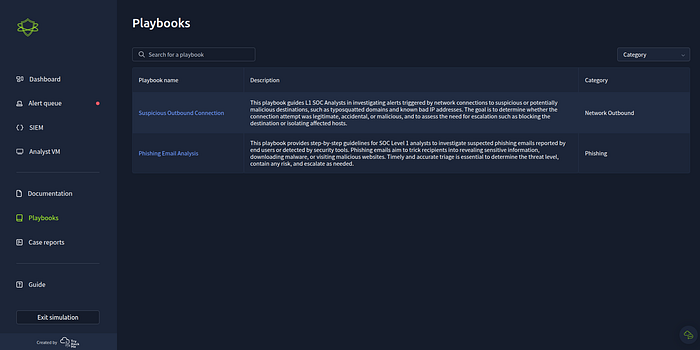 Playbooks
Search for a playbook
Category
Dashboard
Alert queue
SIEM
Analyst VM
Documentation
Playbooks
Case reports
Guide
Exit simulation
Created by
Playbook name
Description
Category
Suspicious Outbound Connection
This playbook guides L1 SOC Analysts in investigating alerts triggered by network connections to suspicious or potentially
malicious destinations, such as typosquatted domains and known bad IP addresses. The goal is to determine whether the
connection attempt was legitimate, accidental, or malicious, and to assess the need for escalation such as blocking the
destination or isolating affected hosts.
Network Outbound
Phishing Email Analysis
This playbook provides step-by-step guidelines for SOC Level 1 analysts to investigate suspected phishing emails reported by
end users or detected by security tools. Phishing emails aim to trick recipients into revealing sensitive information,
downloading malware, or visiting malicious websites. Timely and accurate triage is essential to determine the threat level,
contain any risk, and escalate as needed.
Phishing